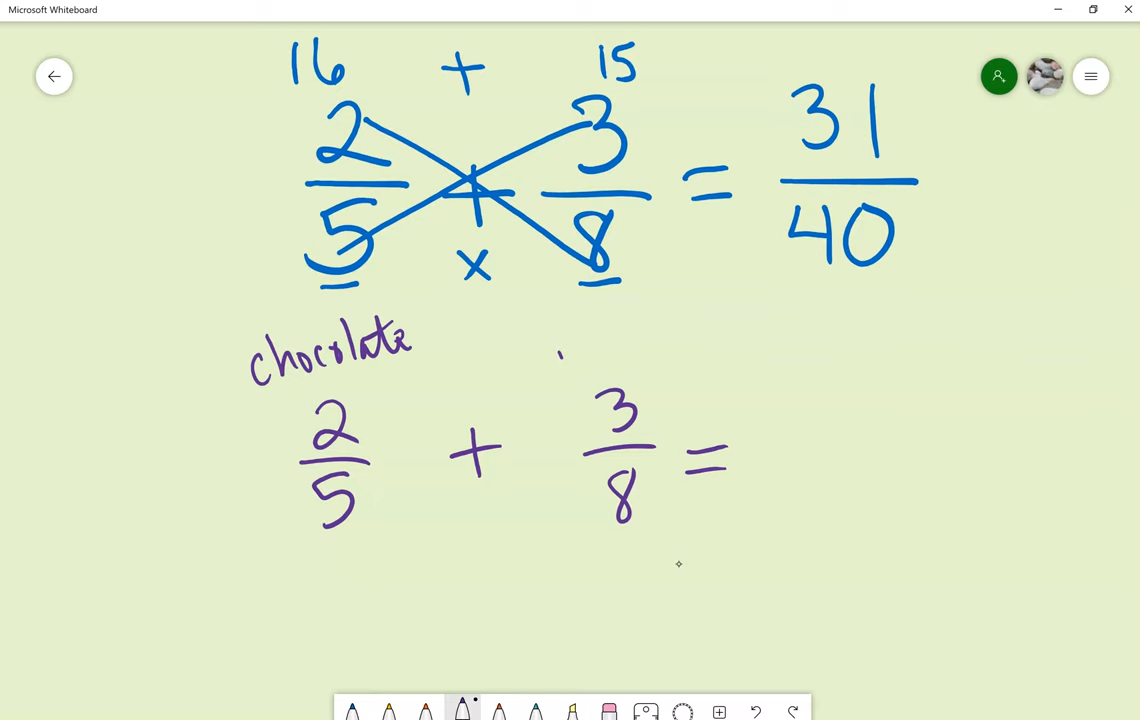 Microsoft Whiteboard
16 + 15
2/5 + 3/8 = 31/40
x
chocolate
2/5 + 3/8 =